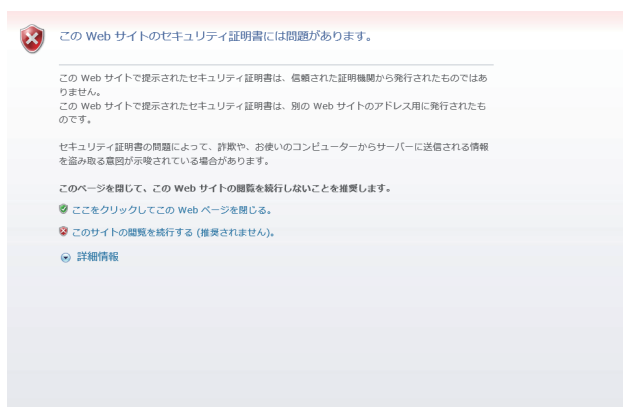 この Web サイトのセキュリティ証明書には問題があります。
この Web サイトで提示されたセキュリティ証明書は、信頼された証明機関から発行されたものではあ
りません。
この Web サイトで提示されたセキュリティ証明書は、別の Web サイトのアドレス用に発行されたも
のです。
セキュリティ証明書の問題によって、詐欺や、お使いのコンピューターからサーバーに送信される情報
を盗み取る意図が示唆されている場合があります。
このページを閉じて、この Web サイトの閲覧を続行しないことを推奨します。
ここをクリックしてこの Web ページを閉じる。
このサイトの閲覧を続行する (推奨されません)。
詳細情報